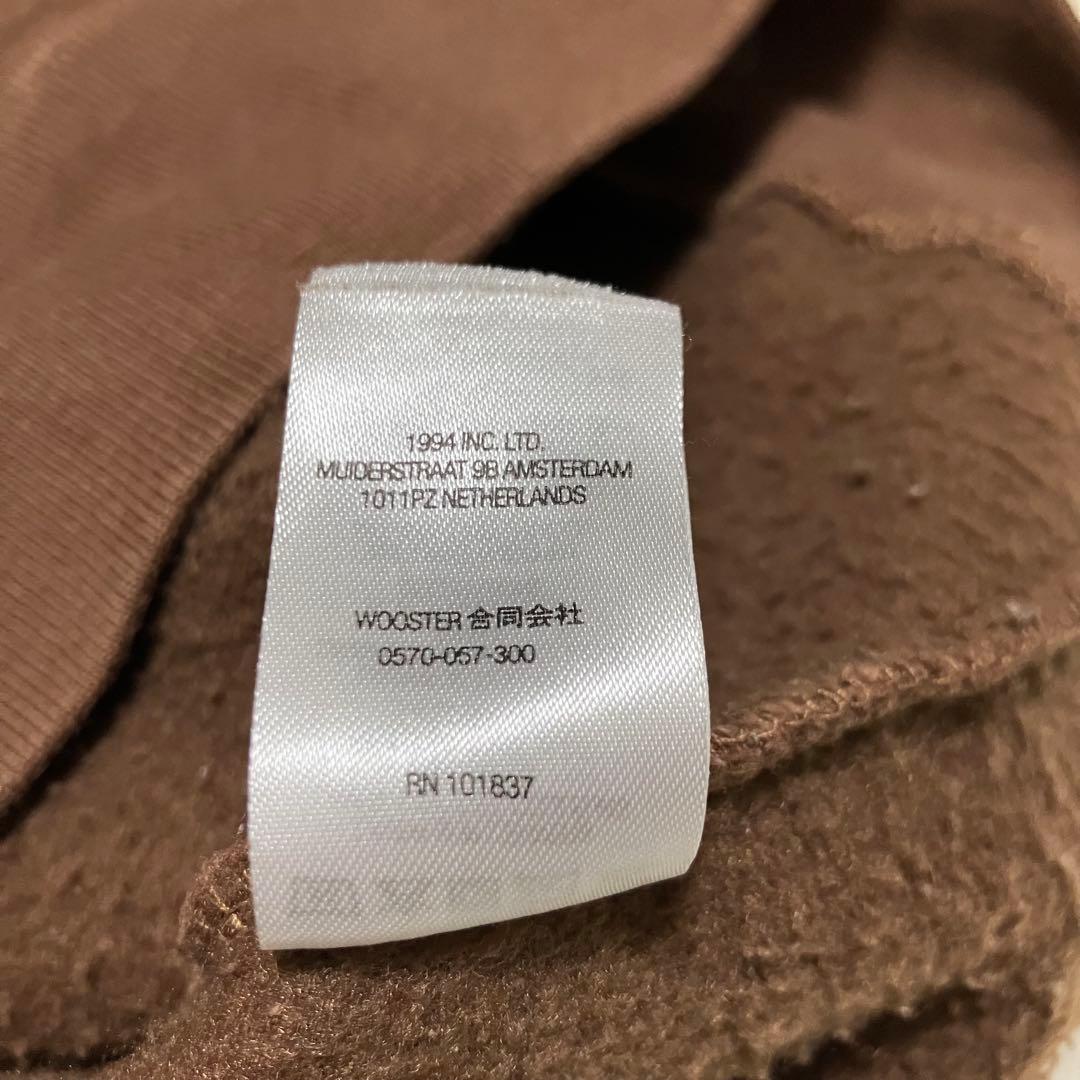 1994 INC. LTD.
MUIDERSTRAAT 9B AMSTERDAM
1011PZ NETHERLANDS
WOOSTER 合同会社
0570-057-300
RN 101837